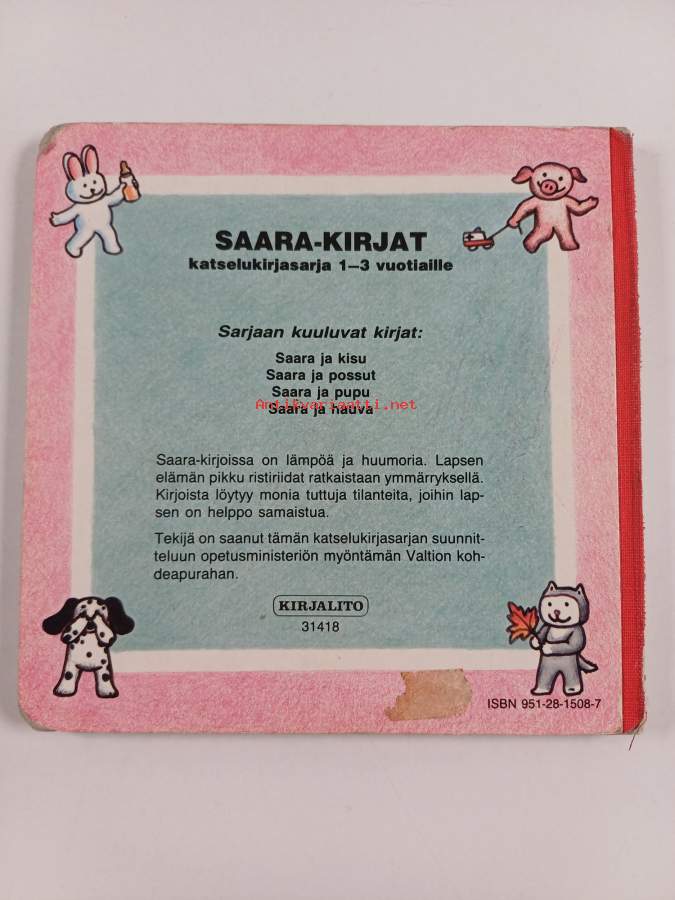 SAARA-KIRJAT
katselukirjasarja 1–3 vuotiaille
Sarjaan kuuluvat kirjat:
Saara ja kisu
Saara ja possut
Saara ja pupu
Antikvariaatti.net
Saara ja hauva
Saara-kirjoissa on lämpöä ja huumoria. Lapsen
elämän pikku ristiriidat ratkaistaan ymmärryksellä.
Kirjoista löytyy monia tuttuja tilanteita, joihin lap-
sen on helppo samaistua.
Tekijä on saanut tämän katselukirjasarjan suunnit-
teluun opetusministeriön myöntämän Valtion koh-
deapurahan.
KIRJALITO
31418
ISBN 951-28-1508-7